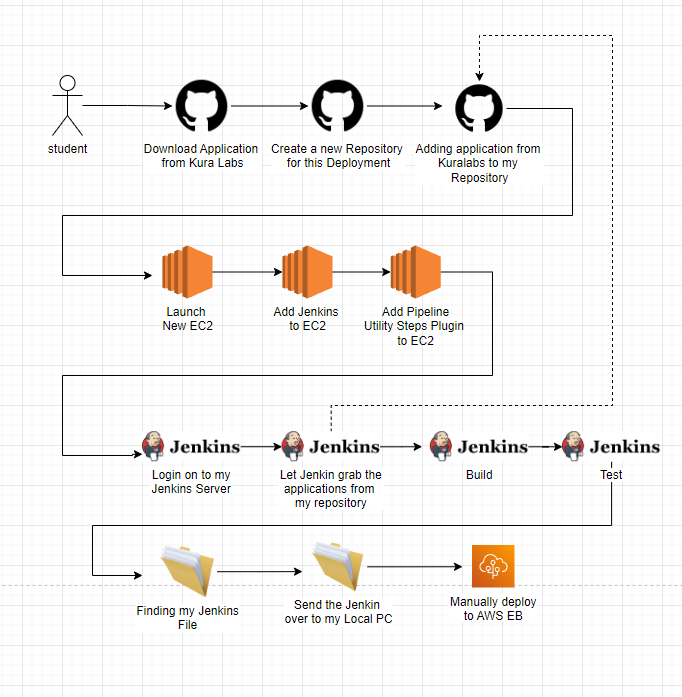 student
Download Application
from Kura Labs
Create a new Repository
for this Deployment
Adding application from
Kuralabs to my
Repository
Launch
New EC2
Add Jenkins
to EC2
Add Pipeline
Utility Steps Plugin
to EC2
Jenkins
Jenkins
Jenkins
Jenkins
Login on to my
Jenkins Server
Let Jenkin grab the
applications from
my repository
Build
Test
Finding my Jenkins
File
Send the Jenkin
over to my Local PC
Manually deploy
to AWS EB